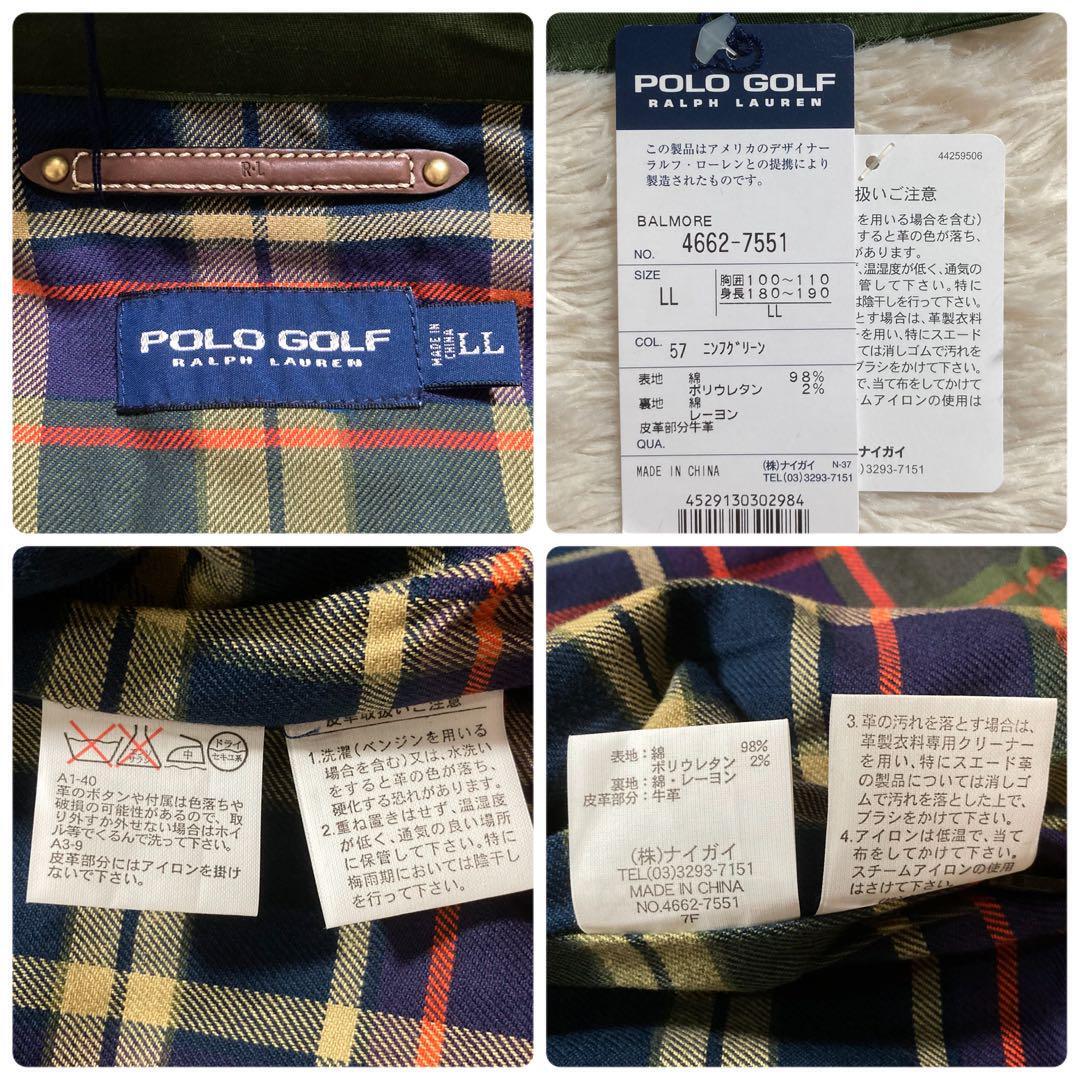 R·L
POLO GOLF
RALPH LAUREN
MADE IN
CHINA
LL
POLO GOLF
RALPH LAUREN
この製品はアメリカのデザイナー
ラルフ・ローレンとの提携により
製造されたものです。
BALMORE
NO. 4662-7551
SIZE
LL
胸囲100~110
身長180~190
LL
COL. 57 ニンフグリーン
表地 綿 98%
ポリウレタン 2%
裏地 綿
レーヨン
皮革部分牛革
QUA.
MADE IN CHINA
(株)ナイガイ N-37
TEL(03)3293-7151
4529130302984
44259506
扱いご注意
を用いる場合を含む)
すると革の色が落ち、
があります。
温湿度が低く、通気の
管して下さい。特に
は陰干しを行って下さい。
とす場合は、革製衣料
ーを用い、特にスエード
ては消しゴムで汚れを
ブラシをかけて下さい。
で、当て布をしてかけて
ームアイロンの使用は
ナイガイ
3293-7151
中
ドライ
セキユ系
A1-40
革のボタンや付属は色落ちや
破損の可能性があるので、取
り外すか外せない場合はホイ
ル等でくるんで洗って下さい。
A3-9
皮革部分にはアイロンを掛け
ないで下さい。
皮革取扱いご注意
1.洗濯(ベンジンを用いる
場合を含む)又は、水洗い
をすると革の色が落ち、
硬化する恐れがあります。
2.重ね置きはせず、温湿度
が低く、通気の良い場所
に保管して下さい。特に
梅雨期においては陰干し
を行って下さい。
表地:綿 98%
ポリウレタン 2%
裏地:綿・レーヨン
皮革部分:牛革
(株)ナイガイ
TEL(03)3293-7151
MADE IN CHINA
NO.4662-7551
7F
3.革の汚れを落とす場合は、
革製衣料専用クリーナー
を用い、特にスエード革
の製品については消しゴ
ムで汚れを落とした上で、
ブラシをかけて下さい。
4.アイロンは低温で、当て
布をしてかけて下さい。
スチームアイロンの使用
はさけて下さい。